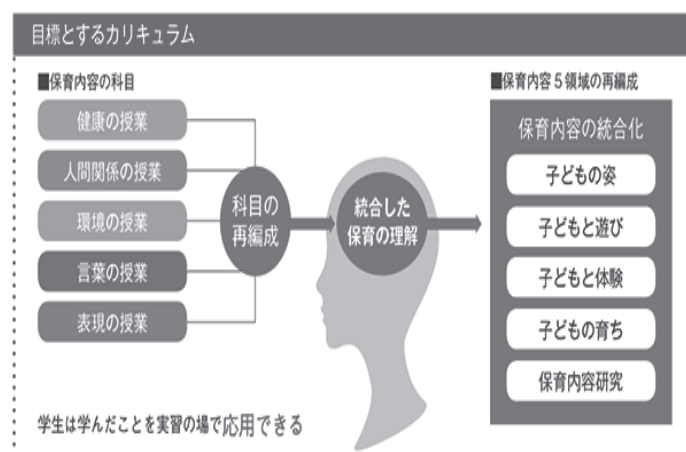 目標とするカリキュラム
■保育内容の科目
健康の授業
人間関係の授業
環境の授業
言葉の授業
表現の授業
科目の
再編成
統合した
保育の理解
■保育内容5領域の再編成
保育内容の統合化
子どもの姿
子どもと遊び
子どもと体験
子どもの育ち
保育内容研究
学生は学んだことを実習の場で応用できる